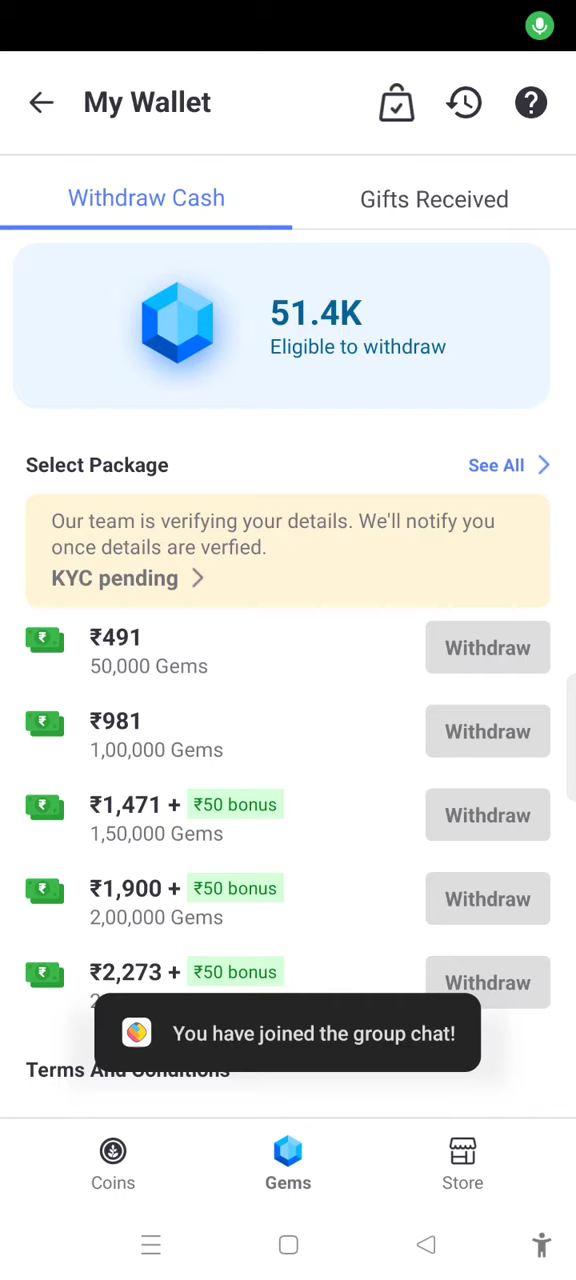 My Wallet
Withdraw Cash
Gifts Received
51.4K
Eligible to withdraw
Select Package
See All
Our team is verifying your details. We'll notify you
once details are verfied.
KYC pending
₹491
50,000 Gems
Withdraw
₹981
1,00,000 Gems
Withdraw
₹1,471 + ₹50 bonus
1,50,000 Gems
Withdraw
₹1,900 + ₹50 bonus
2,00,000 Gems
Withdraw
₹2,273 + ₹50 bonus
Withdraw
You have joined the group chat!
Terms And Conditions
Coins
Gems
Store